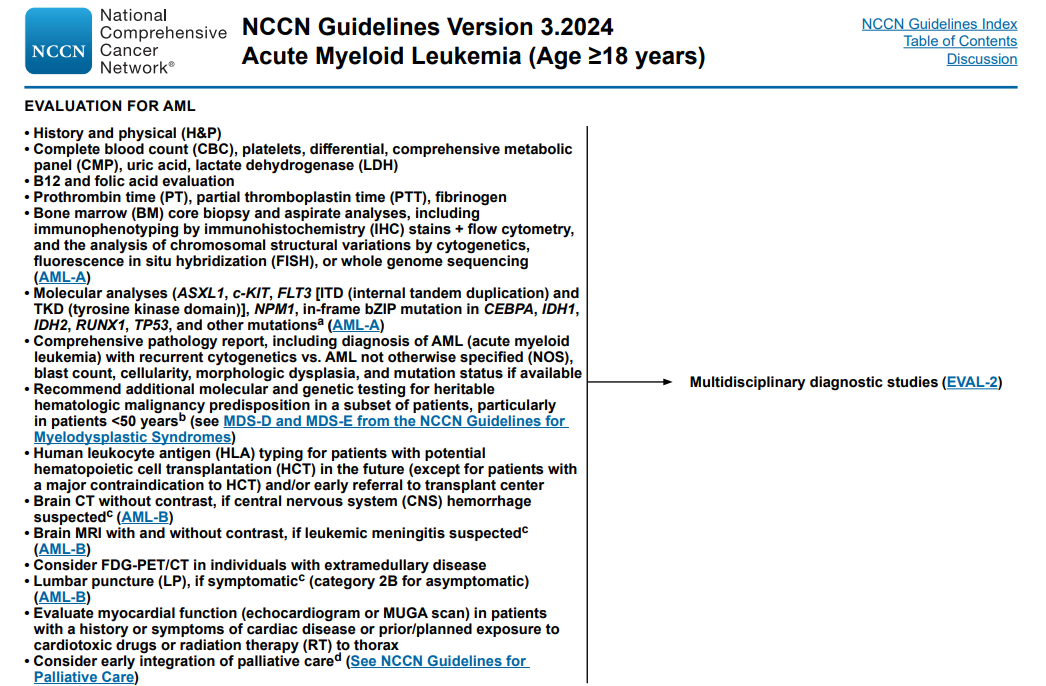 National
Comprehensive
Cancer
Network®
NCCN
NCCN Guidelines Version 3.2024
Acute Myeloid Leukemia (Age ≥18 years)
NCCN Guidelines Index
Table of Contents
Discussion
EVALUATION FOR AML
• History and physical (H&P)
• Complete blood count (CBC), platelets, differential, comprehensive metabolic
panel (CMP), uric acid, lactate dehydrogenase (LDH)
• B12 and folic acid evaluation
• Prothrombin time (PT), partial thromboplastin time (PTT), fibrinogen
• Bone marrow (BM) core biopsy and aspirate analyses, including
immunophenotyping by immunohistochemistry (IHC) stains + flow cytometry,
and the analysis of chromosomal structural variations by cytogenetics,
fluorescence in situ hybridization (FISH), or whole genome sequencing
(AML-A)
• Molecular analyses (ASXL1, c-KIT, FLT3 [ITD (internal tandem duplication) and
TKD (tyrosine kinase domain)], NPM1, in-frame bZIP mutation in CEBPA, IDH1,
IDH2, RUNX1, TP53, and other mutationsᵃ (AML-A)
• Comprehensive pathology report, including diagnosis of AML (acute myeloid
leukemia) with recurrent cytogenetics vs. AML not otherwise specified (NOS),
blast count, cellularity, morphologic dysplasia, and mutation status if available
• Recommend additional molecular and genetic testing for heritable
hematologic malignancy predisposition in a subset of patients, particularly
in patients <50 yearsᵇ (see MDS-D and MDS-E from the NCCN Guidelines for
Myelodysplastic Syndromes)
• Human leukocyte antigen (HLA) typing for patients with potential
hematopoietic cell transplantation (HCT) in the future (except for patients with
a major contraindication to HCT) and/or early referral to transplant center
• Brain CT without contrast, if central nervous system (CNS) hemorrhage
suspectedᶜ (AML-B)
• Brain MRI with and without contrast, if leukemic meningitis suspectedᶜ
(AML-B)
• Consider FDG-PET/CT in individuals with extramedullary disease
• Lumbar puncture (LP), if symptomaticᶜ (category 2B for asymptomatic)
(AML-B)
• Evaluate myocardial function (echocardiogram or MUGA scan) in patients
with a history or symptoms of cardiac disease or prior/planned exposure to
cardiotoxic drugs or radiation therapy (RT) to thorax
• Consider early integration of palliative careᵈ (See NCCN Guidelines for
Palliative Care)
Multidisciplinary diagnostic studies (EVAL-2)